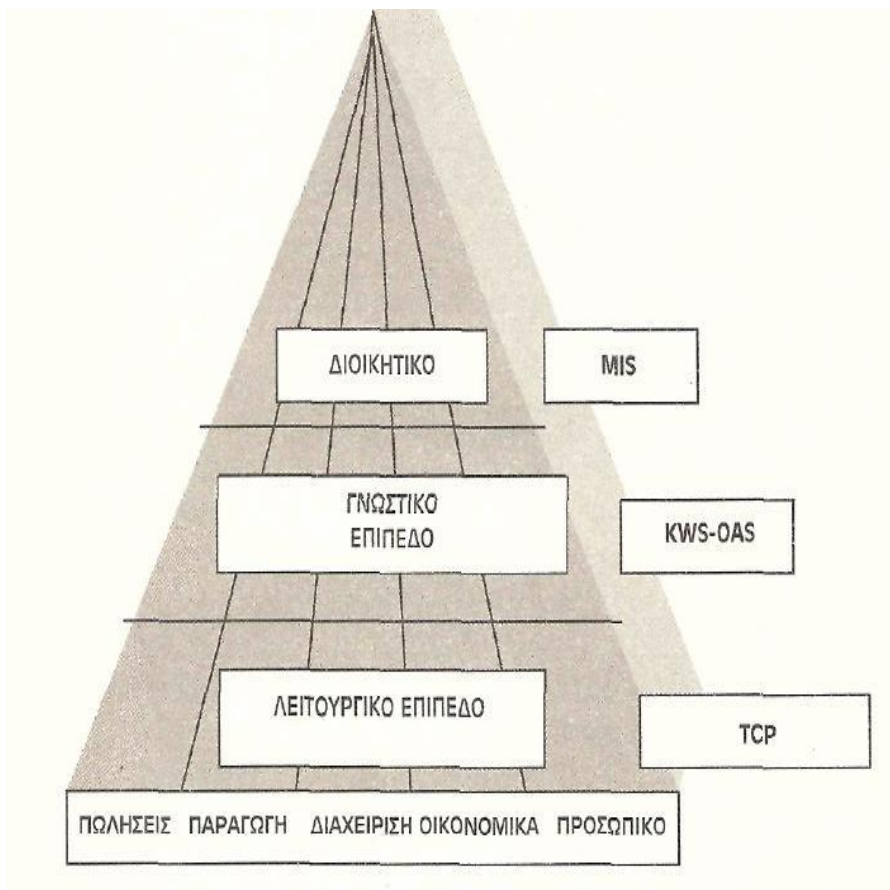 ΔΙΟΙΚΗΤΙΚΟ
MIS
ΓΝΩΣΤΙΚΟ
ΕΠΙΠΕΔΟ
KWS-OAS
ΛΕΙΤΟΥΡΓΙΚΟ ΕΠΙΠΕΔΟ
TCP
ΠΩΛΗΣΕΙΣ ΠΑΡΑΓΩΓΗ ΔΙΑΧΕΙΡΙΣΗ ΟΙΚΟΝΟΜΙΚΑ ΠΡΟΣΩΠΙΚΟ